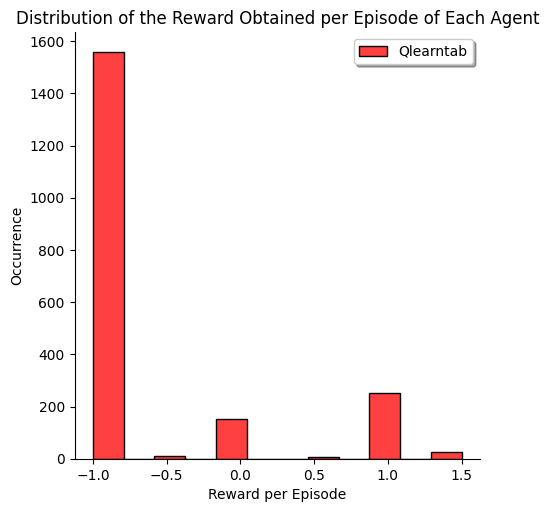 Distribution of the Reward Obtained per Episode of Each Agent
Qlearntab
1600
1400
1200
1000
800
600
400
200
0
Occurrence
−1.0 −0.5 0.0 0.5 1.0 1.5
Reward per Episode